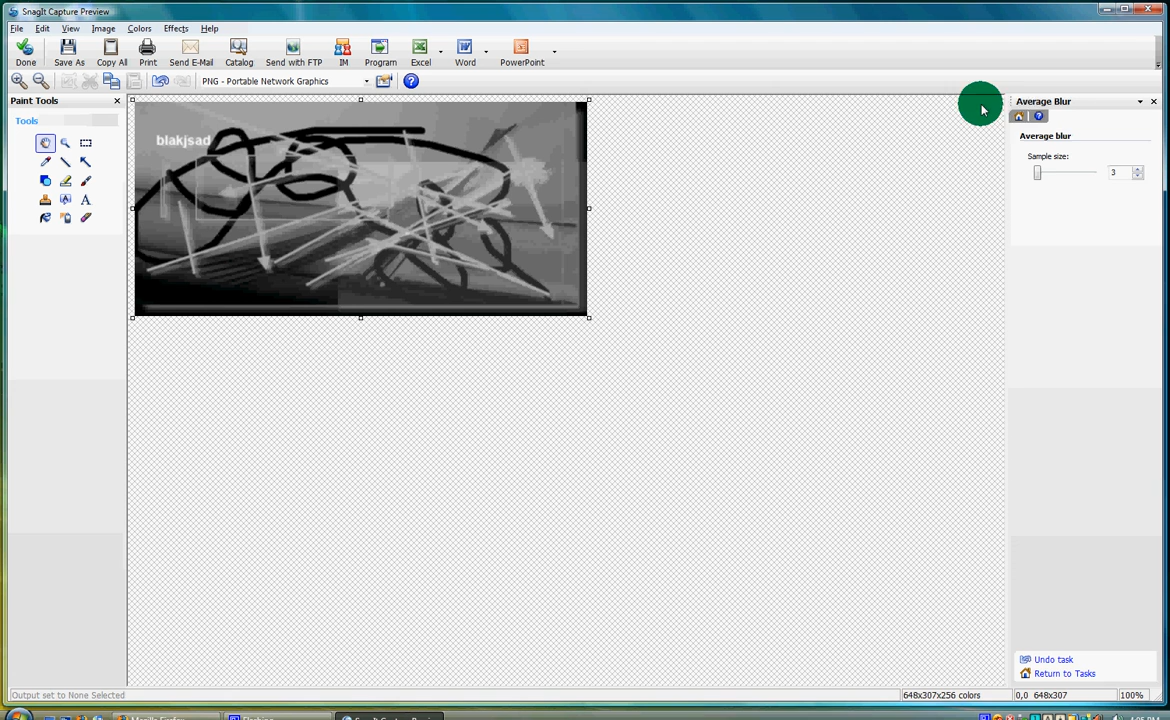 SnagIt Capture Preview
File Edit View Image Colors Effects Help
Done Save As Copy All Print Send E-Mail Catalog Send with FTP IM Program Excel Word PowerPoint
PNG - Portable Network Graphics
Paint Tools
Tools
blakjsad
Average Blur
Average blur
Sample size:
3
Undo task
Return to Tasks
Output set to None Selected
648x307x256 colors
0,0 648x307
100%